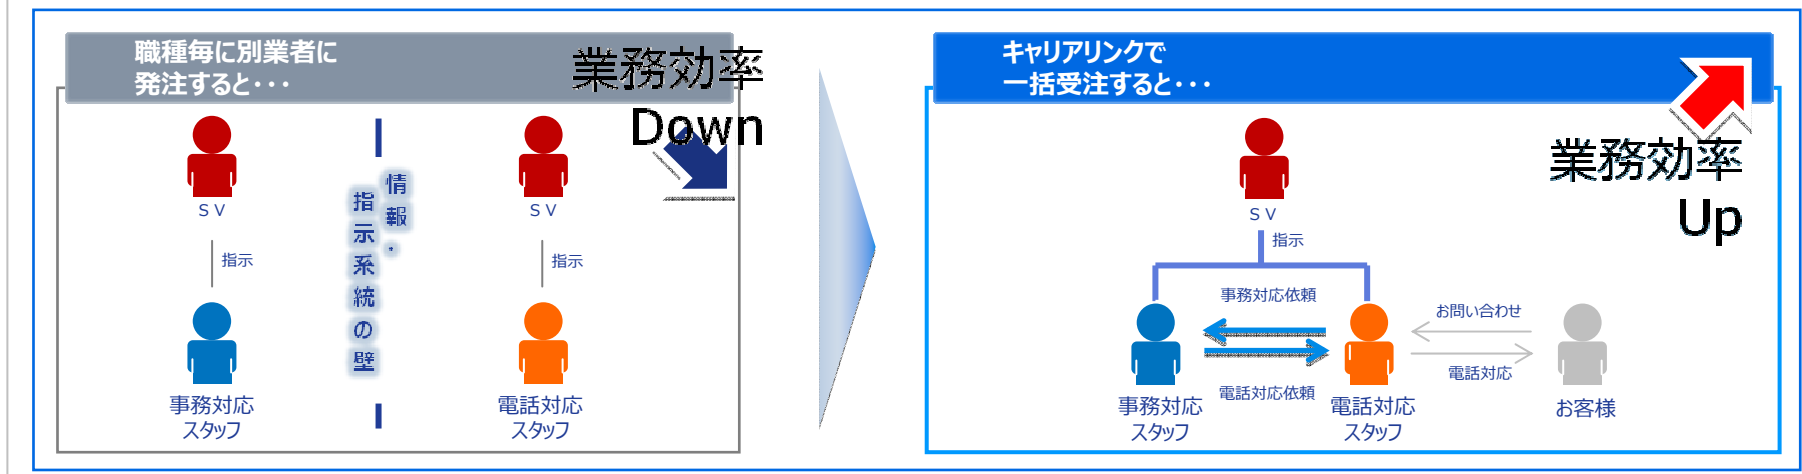 職種毎に別業者に
発注すると･･･
業務効率
Down
ＳＶ
指示
事務対応
スタッフ
情報・
指示系統の壁
ＳＶ
指示
電話対応
スタッフ
キャリアリンクで
一括受注すると･･･
業務効率
Up
ＳＶ
指示
事務対応依頼
電話対応依頼
事務対応
スタッフ
電話対応
スタッフ
お問い合わせ
電話対応
お客様